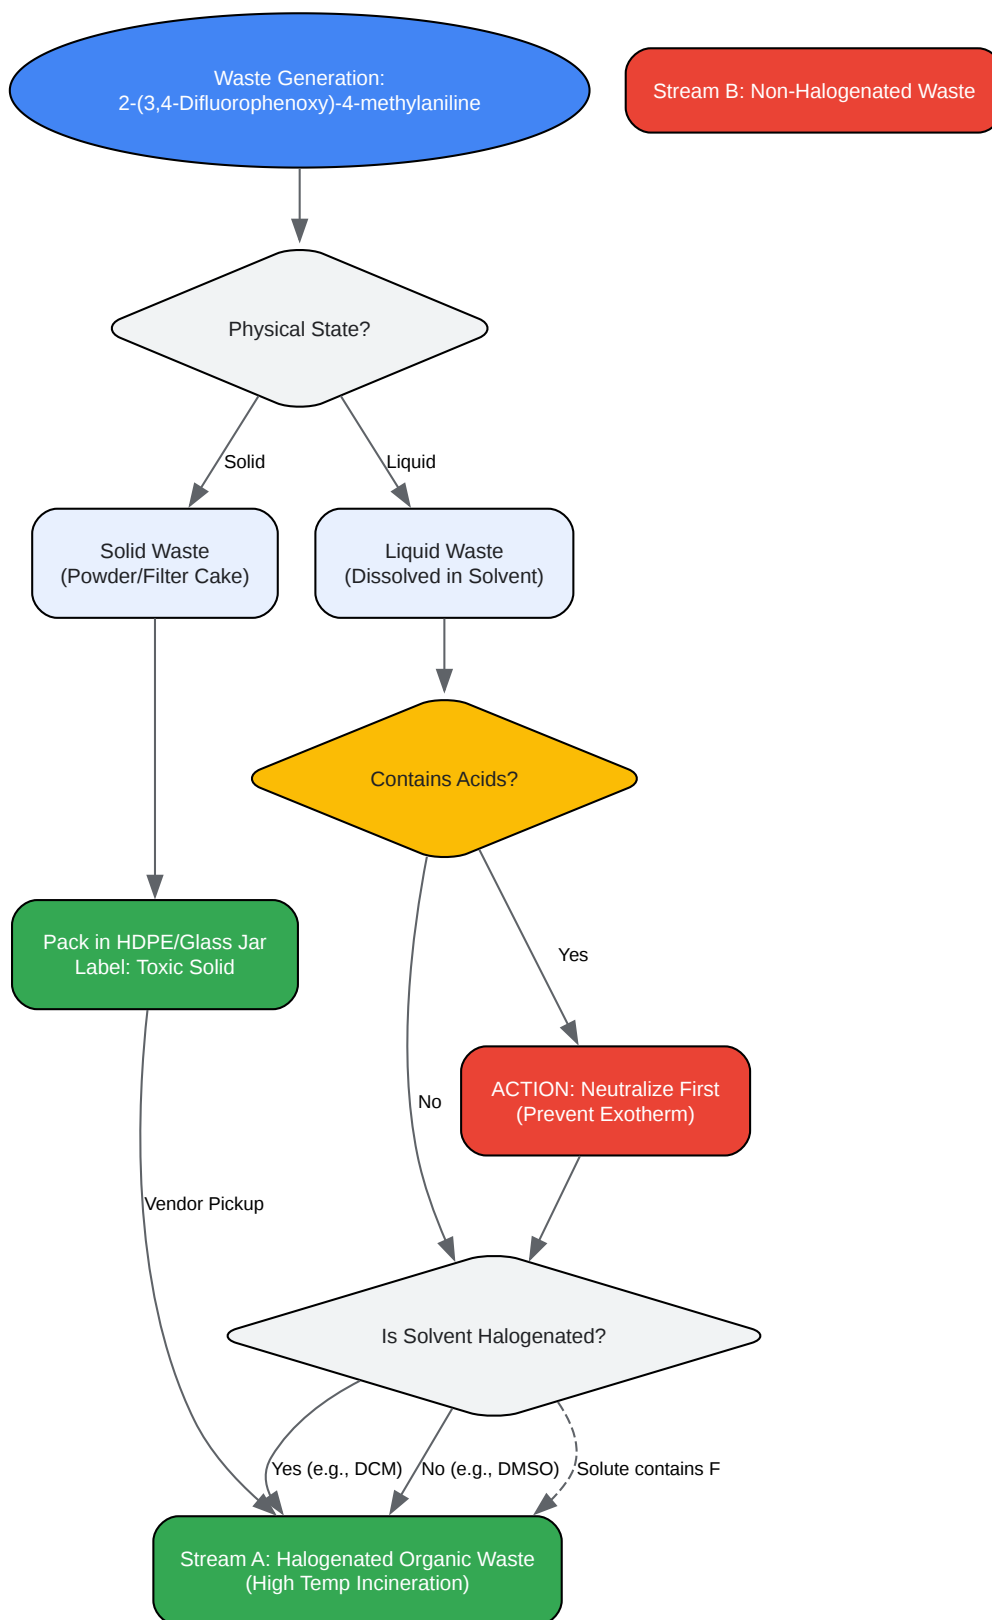 Waste Generation:
2-(3,4-Difluorophenoxy)-4-methylaniline
Stream B: Non-Halogenated Waste
Physical State?
Solid
Liquid
Solid Waste
(Powder/Filter Cake)
Liquid Waste
(Dissolved in Solvent)
Contains Acids?
Pack in HDPE/Glass Jar
Label: Toxic Solid
Yes
No
ACTION: Neutralize First
(Prevent Exotherm)
Vendor Pickup
Is Solvent Halogenated?
Yes (e.g., DCM)
No (e.g., DMSO)
Solute contains F
Stream A: Halogenated Organic Waste
(High Temp Incineration)